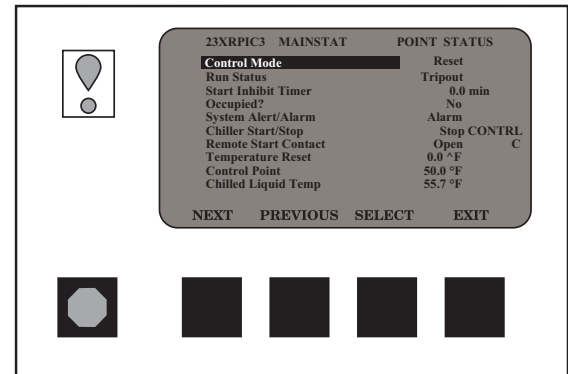 23XRPIC3 MAINSTAT POINT STATUS
Control Mode Reset
Run Status Tripout
Start Inhibit Timer 0.0 min
Occupied? No
System Alert/Alarm Alarm
Chiller Start/Stop Stop CONTRL
Remote Start Contact Open C
Temperature Reset 0.0 ^F
Control Point 50.0 °F
Chilled Liquid Temp 55.7 °F
NEXT PREVIOUS SELECT EXIT